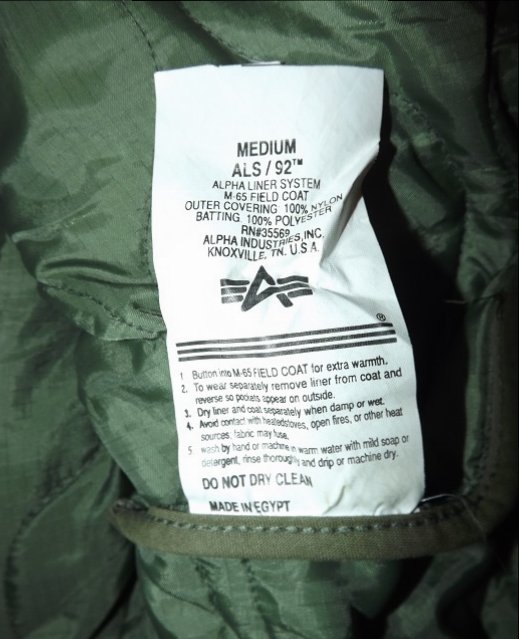 MEDIUM
ALS / 92™
ALPHA LINER SYSTEM
M-65 FIELD COAT
OUTER COVERING 100% NYLON
BATTING. 100% POLYESTER
RN#35569
ALPHA INDUSTRIES, INC.
KNOXVILLE, TN. U.S.A.
®
1 Button into M-65 FIELD COAT for extra warmth.
2. To wear separately remove liner from coat and
reverse so pockets appear on outside.
3. Dry liner and coat separately when damp or wet.
4. Avoid contact with heatedstoves, open fires, or other heat
sources, fabric may fuse.
5 wash by hand or machine in warm water with mild soap or
detergent, rinse thoroughly and drip or machine dry.
DO NOT DRY CLEAN
MADE IN EGYPT